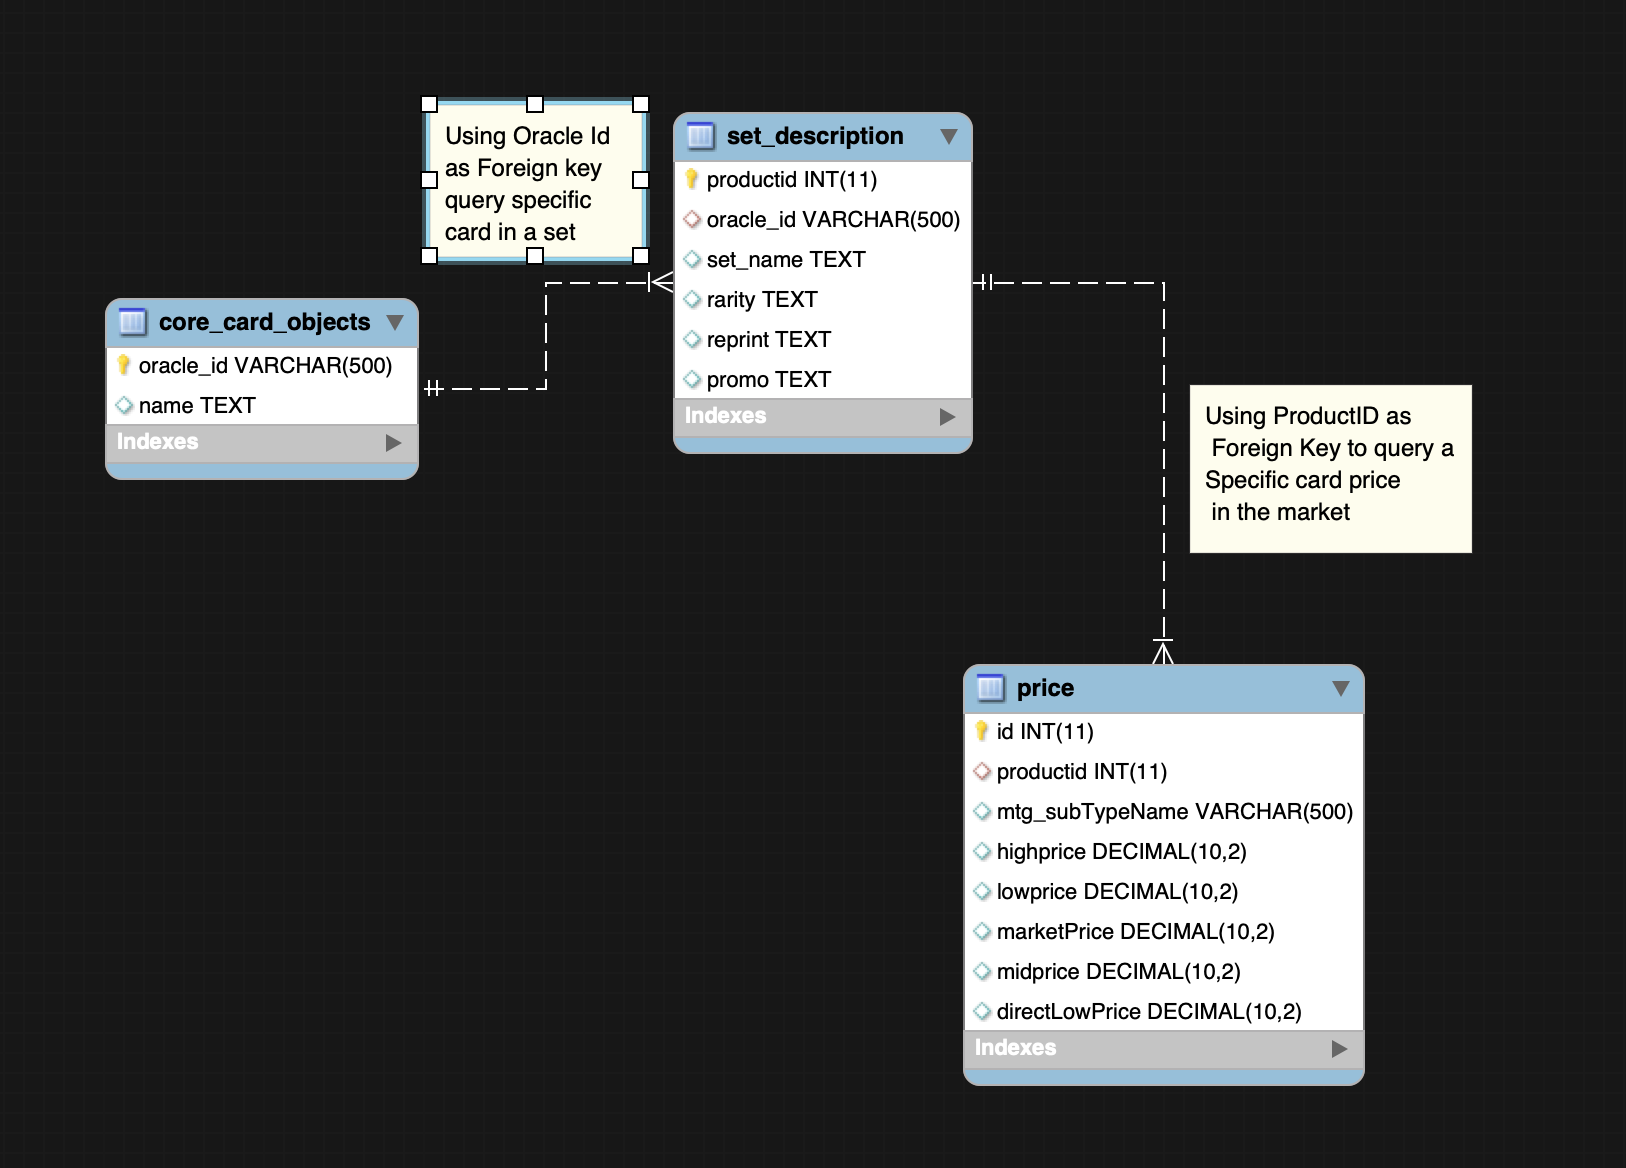 Using Oracle Id
as Foreign key
query specific
card in a set
set_description
productid INT(11)
oracle_id VARCHAR(500)
set_name TEXT
rarity TEXT
reprint TEXT
promo TEXT
Indexes
core_card_objects
oracle_id VARCHAR(500)
name TEXT
Indexes
Using ProductID as
Foreign Key to query a
Specific card price
in the market
price
id INT(11)
productid INT(11)
mtg_subTypeName VARCHAR(500)
highprice DECIMAL(10,2)
lowprice DECIMAL(10,2)
marketPrice DECIMAL(10,2)
midprice DECIMAL(10,2)
directLowPrice DECIMAL(10,2)
Indexes